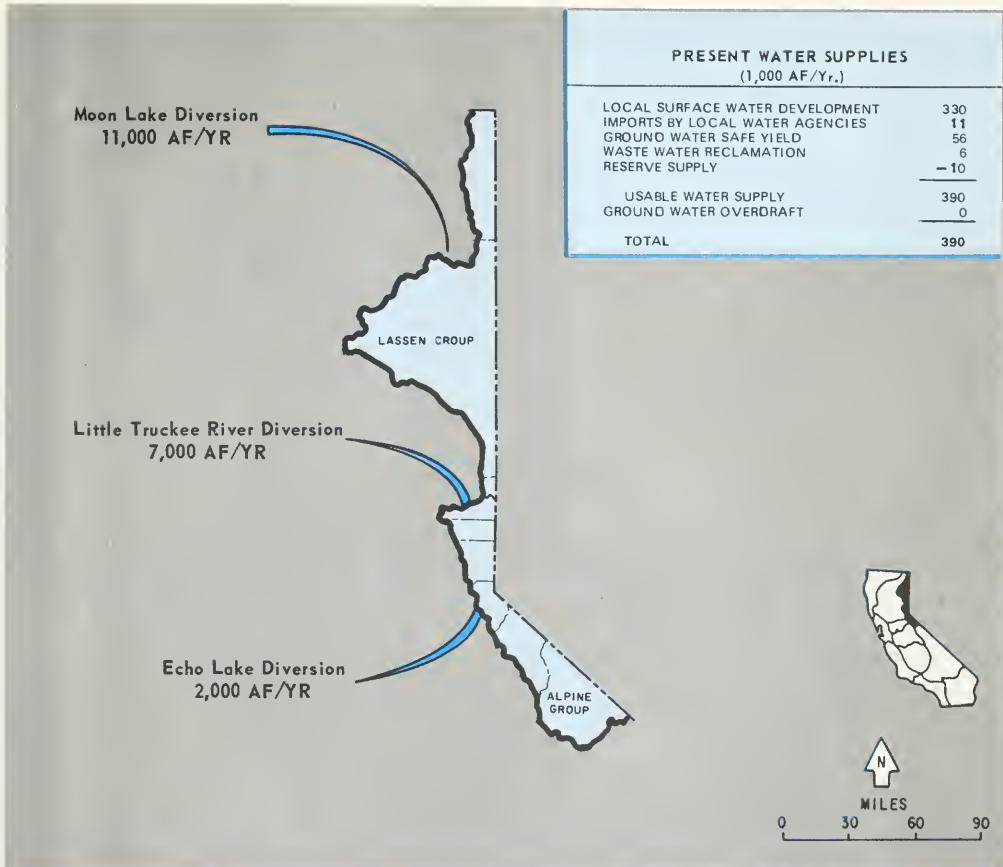 PRESENT WATER SUPPLIES
(1,000 AF/Yr.)
LOCAL SURFACE WATER DEVELOPMENT 330
IMPORTS BY LOCAL WATER AGENCIES 11
GROUND WATER SAFE YIELD 56
WASTE WATER RECLAMATION 6
RESERVE SUPPLY —10
USABLE WATER SUPPLY 390
GROUND WATER OVERDRAFT 0
TOTAL 390
Moon Lake Diversion
11,000 AF/YR
LASSEN CROUP
Little Truckee River Diversion
7,000 AF/YR
Echo Lake Diversion
2,000 AF/YR
ALPINE
GROUP
N
MILES
0 30 60 90